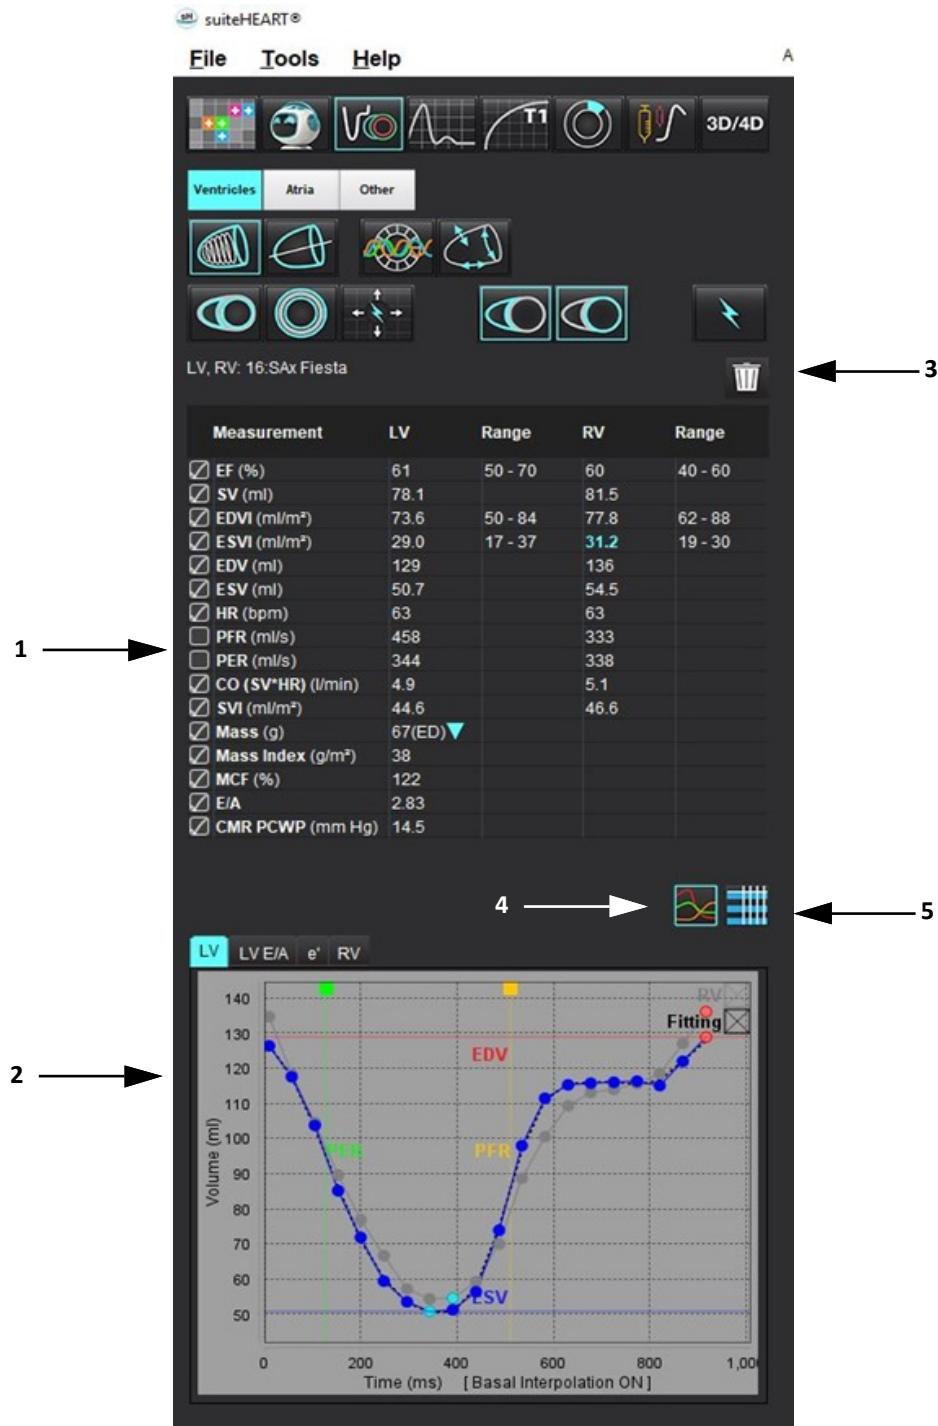 suiteHEART®
File Tools Help A
T1 3D/4D
Ventricles Atria Other
LV, RV: 16:SAx Fiesta
3
Measurement LV Range RV Range
EF (%) 61 50 - 70 60 40 - 60
SV (ml) 78.1 81.5
EDVI (ml/m²) 73.6 50 - 84 77.8 62 - 88
ESVI (ml/m²) 29.0 17 - 37 31.2 19 - 30
EDV (ml) 129 136
ESV (ml) 50.7 54.5
HR (bpm) 63 63
1 PFR (ml/s) 458 333
PER (ml/s) 344 338
CO (SV*HR) (l/min) 4.9 5.1
SVI (ml/m²) 44.6 46.6
Mass (g) 67(ED)
Mass Index (g/m²) 38
MCF (%) 122
E/A 2.83
CMR PCWP (mm Hg) 14.5
4 5
LV LV E/A e' RV
140 RV
Fitting
130
EDV
2 120
110
100
PER PFR
90
Volume (ml)
80
70
60
ESV
50
0 200 400 600 800 1,00
Time (ms) [ Basal Interpolation ON ]